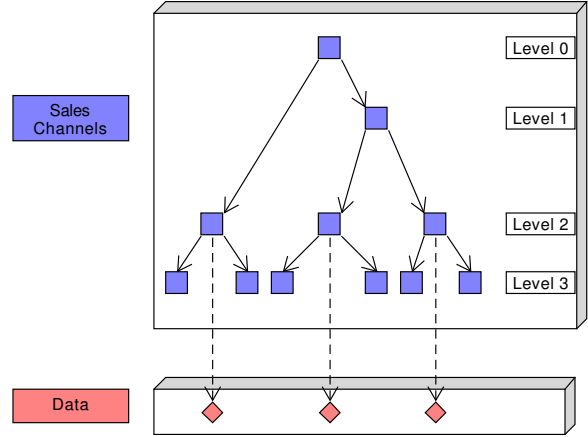 Level 0
Sales
Channels
Level 1
Level 2
Level 3
Data